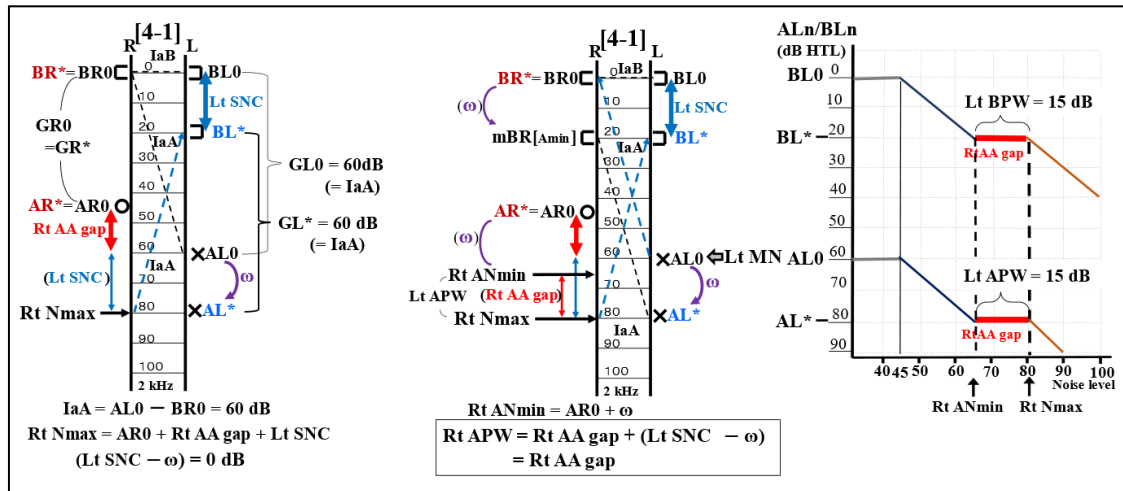 [4-1]
R
L
IaB
BR*=BR0
0
BL0
Lt SNC
10
GR0
=GR*
20
IaA
BL*
30
GL0 = 60dB
(= IaA)
40
AR*=AR0
Rt AA gap
50
GL* = 60 dB
(= IaA)
60
AL0
(Lt SNC)
IaA
70
ω
Rt Nmax
80
AL*
90
100
2 kHz
IaA = AL0 − BR0 = 60 dB
Rt Nmax = AR0 + Rt AA gap + Lt SNC
(Lt SNC − ω) = 0 dB
[4-1]
R
L
IaB
BR*=BR0
0
BL0
(ω)
10
Lt SNC
mBR[Amin]
20
BL*
IaA
30
40
AR*=AR0
50
(ω)
60
AL0
Lt MN
Rt ANmin
70
ω
Lt APW
(Rt AA gap)
Rt Nmax
80
AL*
IaA
90
100
2 kHz
Rt ANmin = AR0 + ω
Rt APW = Rt AA gap + (Lt SNC − ω)
= Rt AA gap
ALn/BLn
(dB HTL)
BL0
0
10
Lt BPW = 15 dB
BL*
20
RtAA gap
30
40
AL0
60
70
Lt APW = 15 dB
AL*
80
RtAA gap
90
40
45
50
60
70
80
90
100
Noise level
Rt ANmin
Rt Nmax